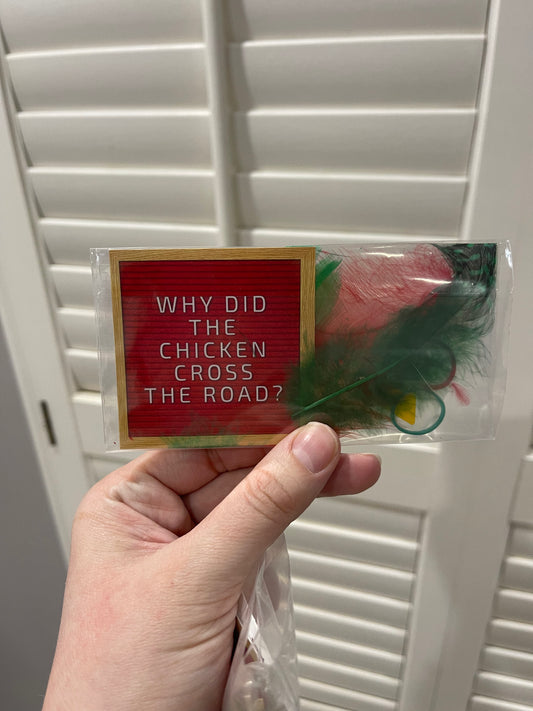 WHY DID
THE
CHICKEN
CROSS
THE ROAD?